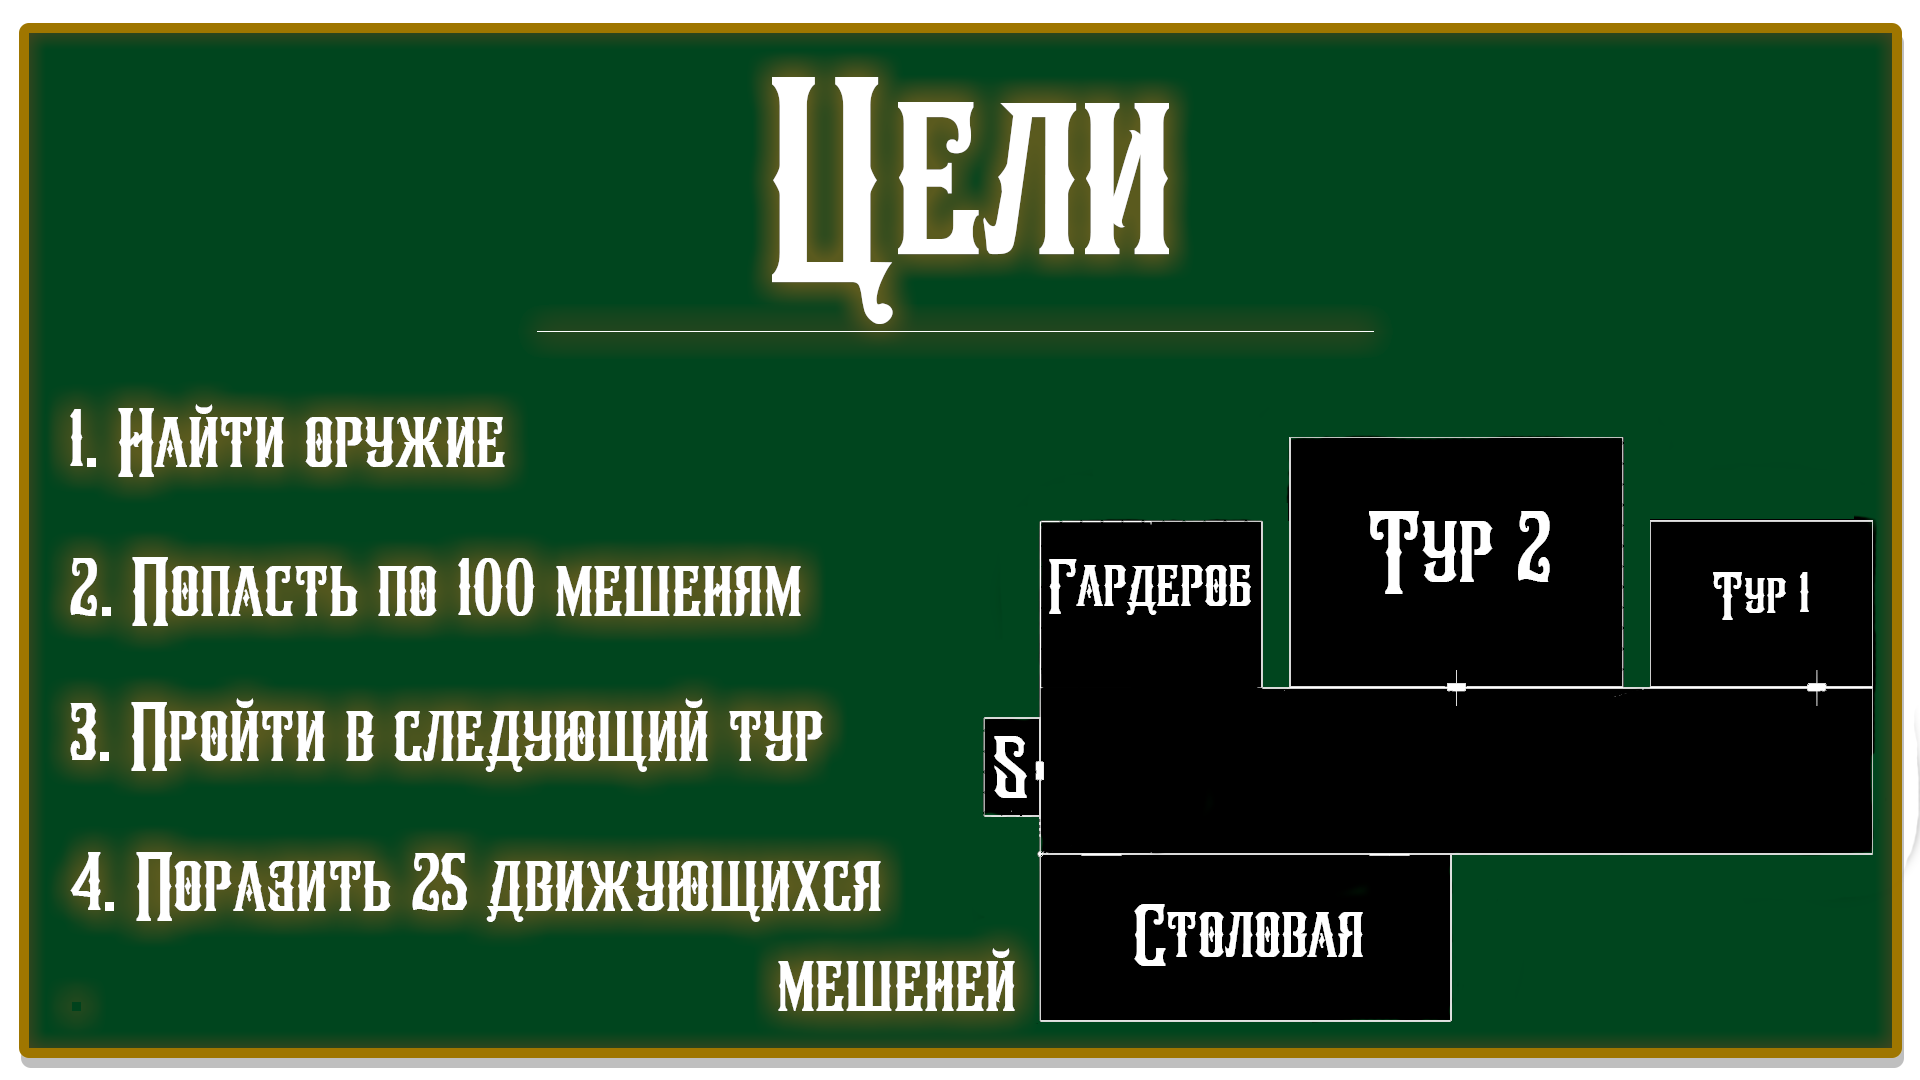 Цели
1. Найти оружие
2. Попасть по 100 мешеням
3. Пройти в следующий тур
4. Поразить 25 движующихся
мешеней
Гардероб
Тур 2
Тур 1
S
Столовая